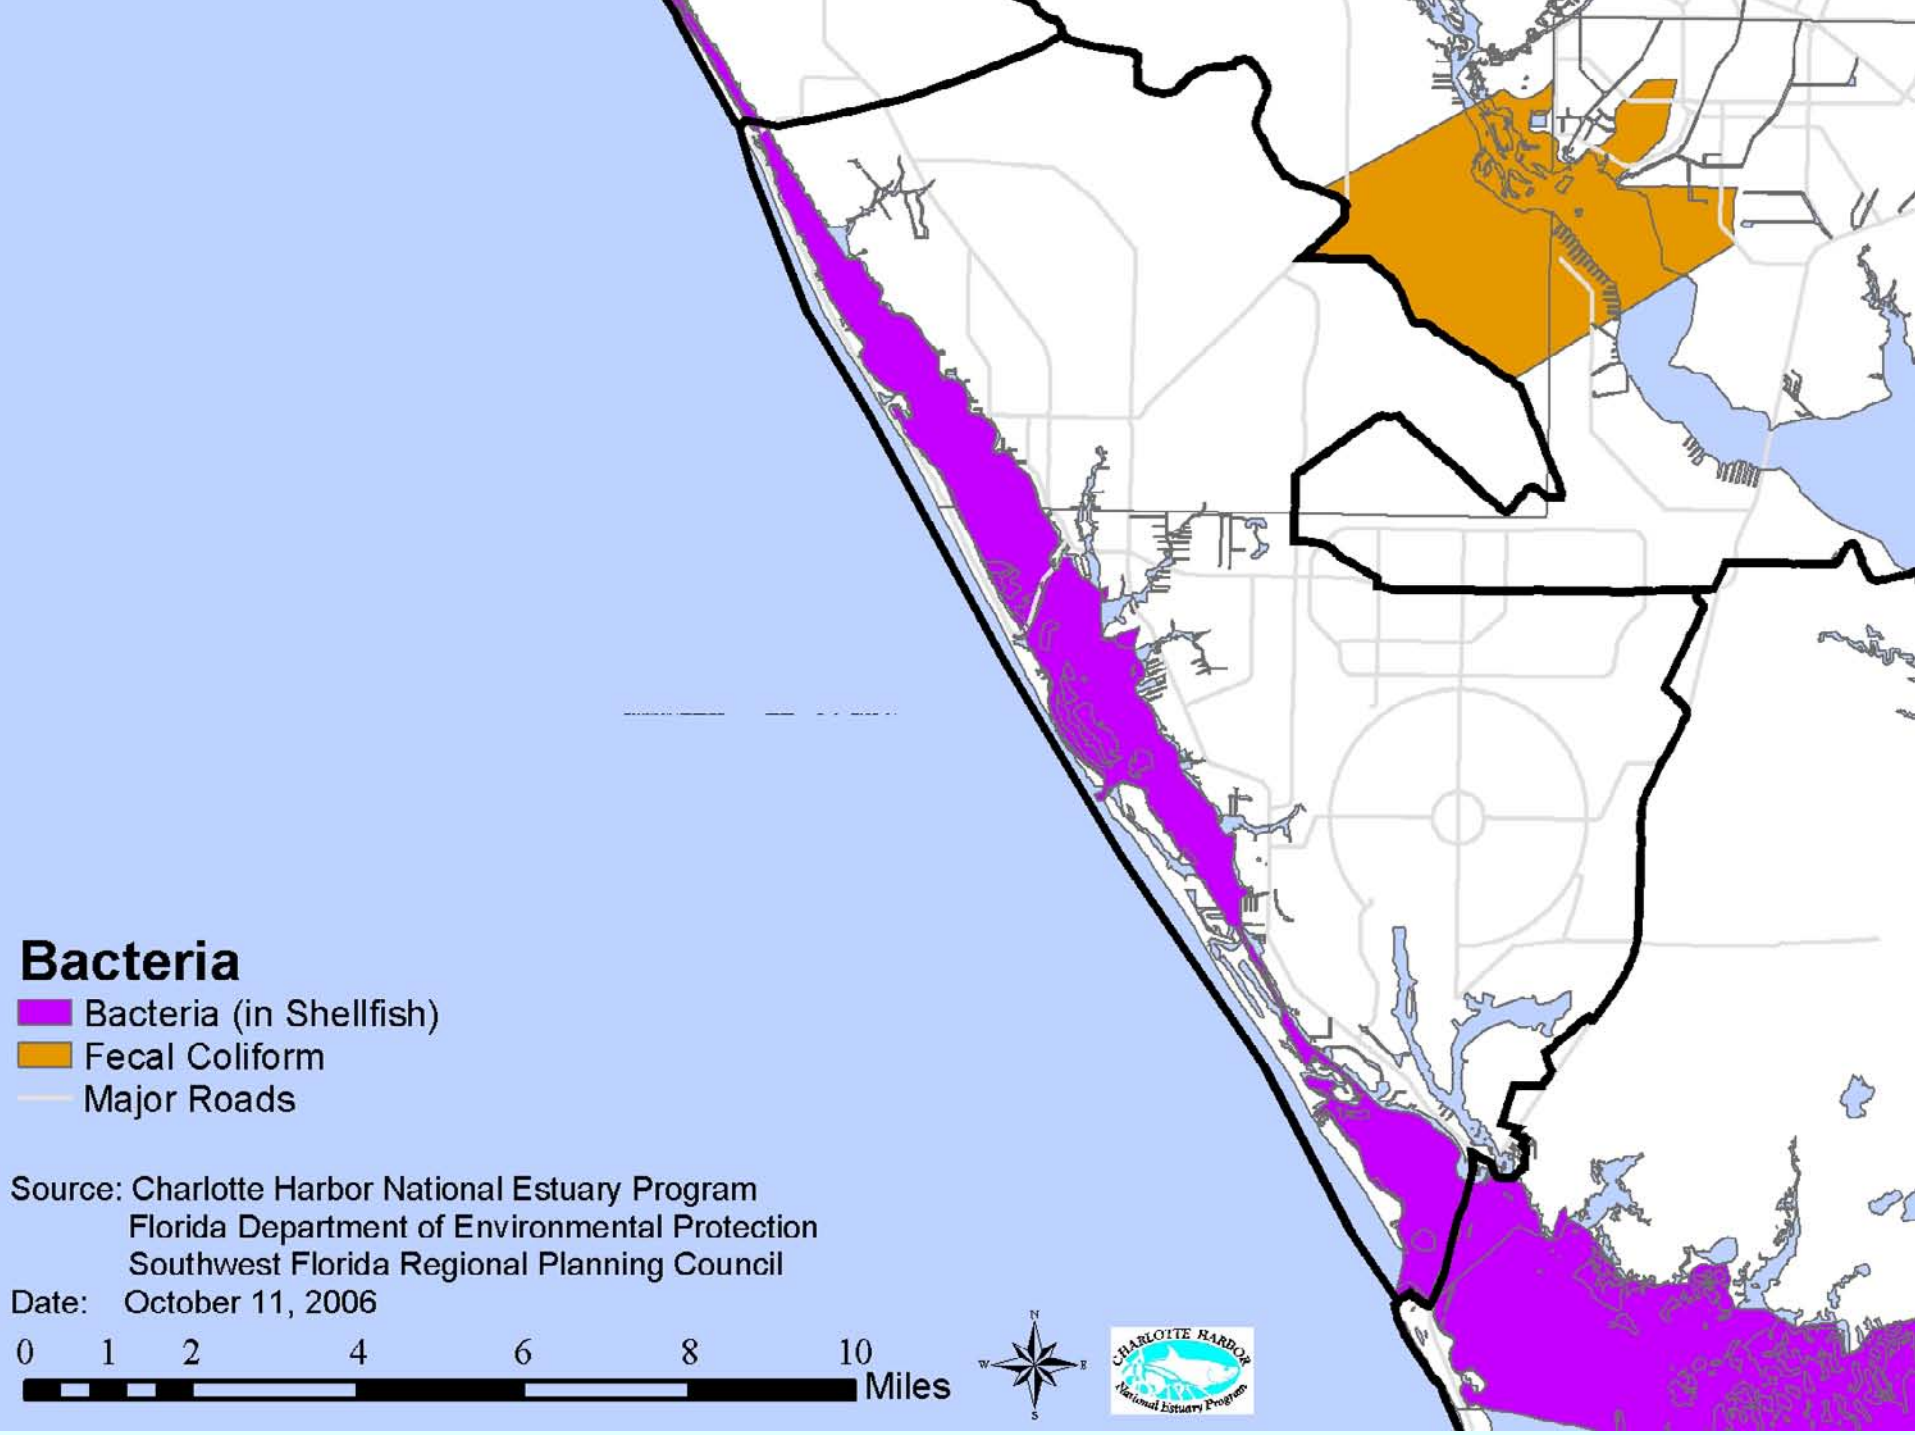 Bacteria
Bacteria (in Shellfish)
Fecal Coliform
Major Roads
Source: Charlotte Harbor National Estuary Program
Florida Department of Environmental Protection
Southwest Florida Regional Planning Council
Date: October 11, 2006
0 1 2 4 6 8 10
Miles
N
W E
S
CHARLOTTE HARBOR
National Estuary Program